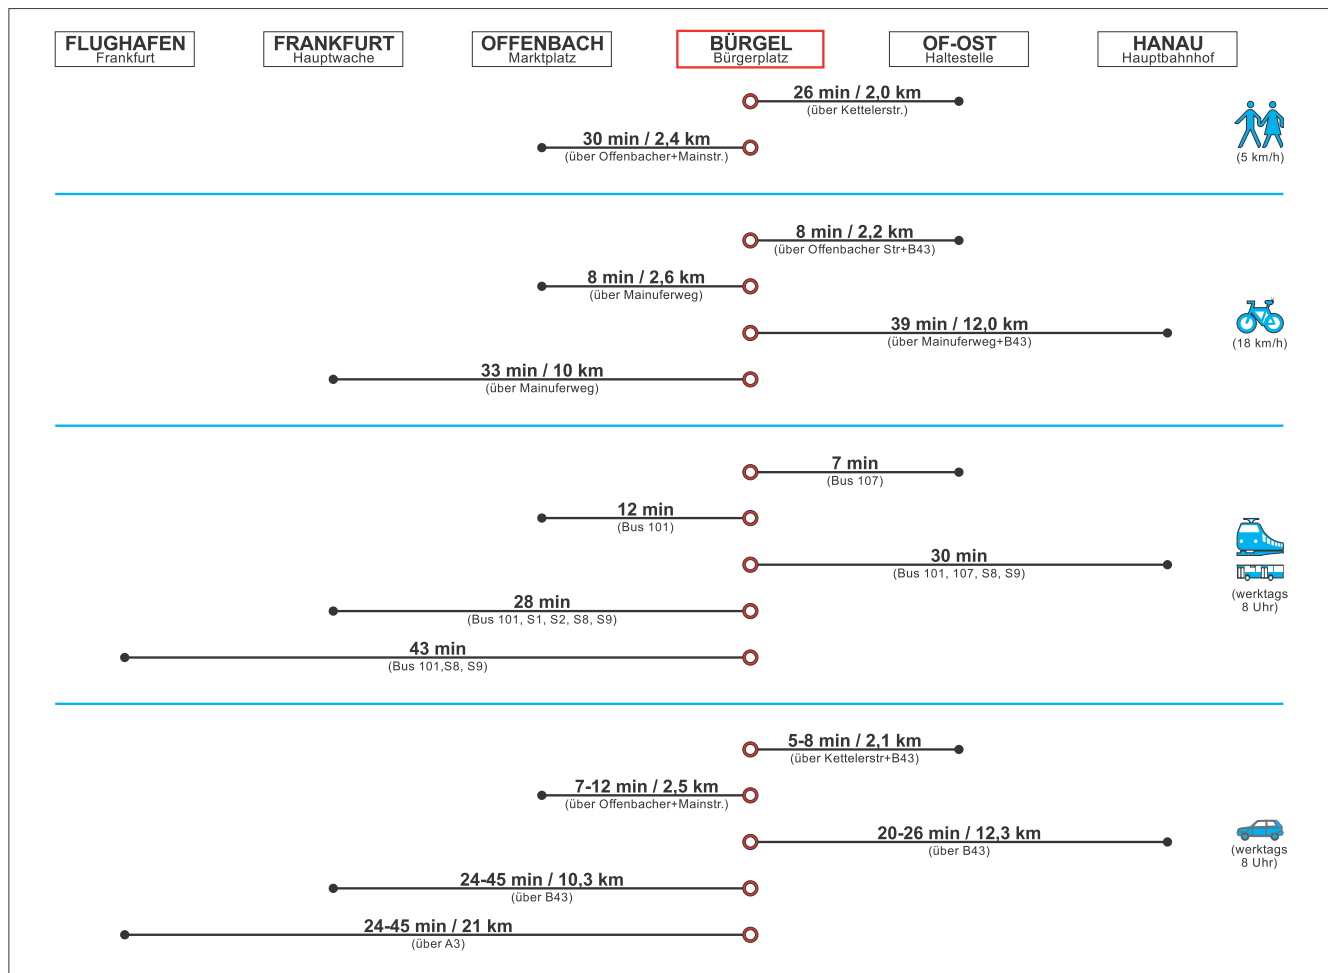 FLUGHAFEN
Frankfurt
FRANKFURT
Hauptwache
OFFENBACH
Marktplatz
BÜRGEL
Bürgerplatz
OF-OST
Haltestelle
HANAU
Hauptbahnhof
26 min / 2,0 km
(über Kettelerstr.)
30 min / 2,4 km
(über Offenbacher+Mainstr.)
(5 km/h)
8 min / 2,2 km
(über Offenbacher Str+B43)
8 min / 2,6 km
(über Mainuferweg)
39 min / 12,0 km
(über Mainuferweg+B43)
33 min / 10 km
(über Mainuferweg)
(18 km/h)
7 min
(Bus 107)
12 min
(Bus 101)
30 min
(Bus 101, 107, S8, S9)
28 min
(Bus 101, S1, S2, S8, S9)
43 min
(Bus 101,S8, S9)
(werktags
8 Uhr)
5-8 min / 2,1 km
(über Kettelerstr+B43)
7-12 min / 2,5 km
(über Offenbacher+Mainstr.)
20-26 min / 12,3 km
(über B43)
24-45 min / 10,3 km
(über B43)
24-45 min / 21 km
(über A3)
(werktags
8 Uhr)